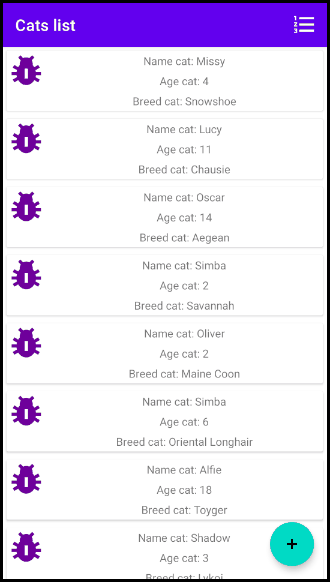 Cats list
Name cat: Missy
Age cat: 4
Breed cat: Snowshoe
Name cat: Lucy
Age cat: 11
Breed cat: Chausie
Name cat: Oscar
Age cat: 14
Breed cat: Aegean
Name cat: Simba
Age cat: 2
Breed cat: Savannah
Name cat: Oliver
Age cat: 2
Breed cat: Maine Coon
Name cat: Simba
Age cat: 6
Breed cat: Oriental Longhair
Name cat: Alfie
Age cat: 18
Breed cat: Toyger
Name cat: Shadow
Age cat: 3
Breed cat: Lykoi